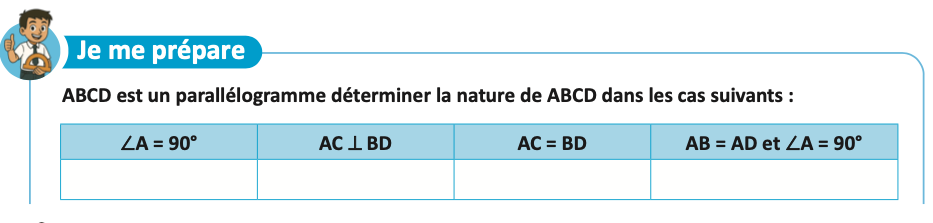 Je me prépare
ABCD est un parallélogramme déterminer la nature de ABCD dans les cas suivants :
∠A = 90° AC ⊥ BD AC = BD AB = AD et ∠A = 90°